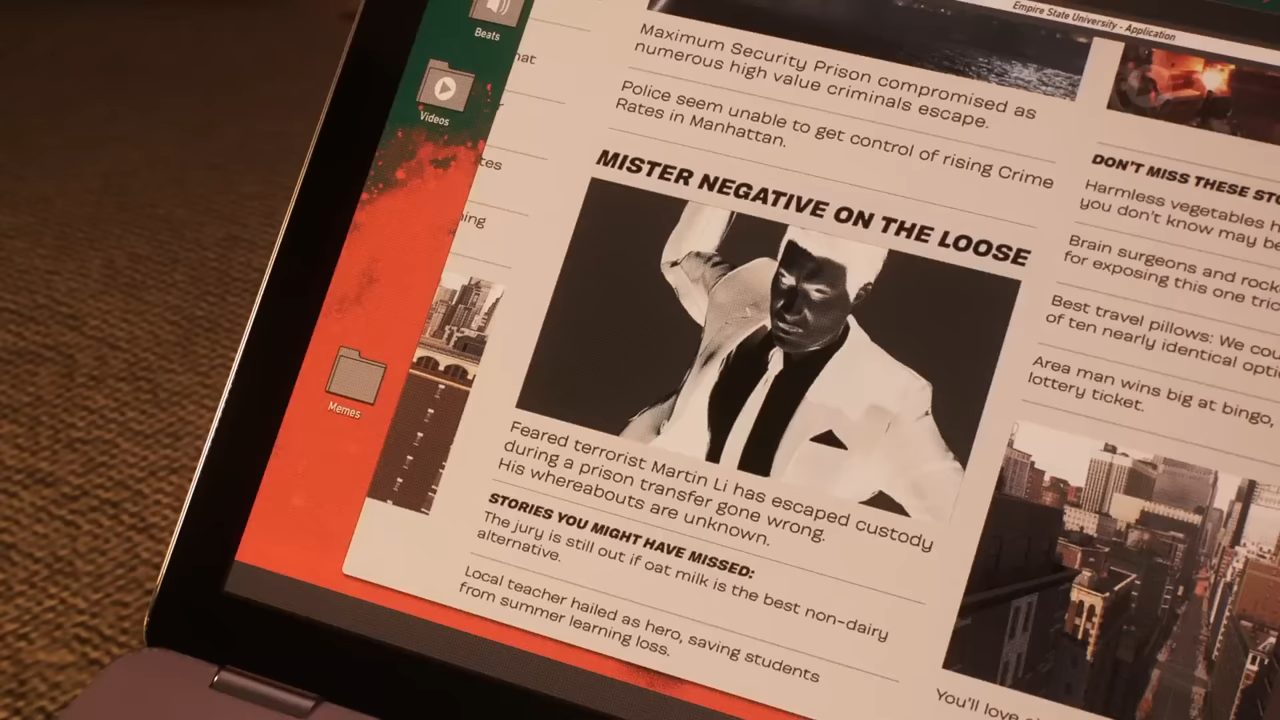 Empire State University - Application
Beats
Videos
Memes
hat
tes
ing
Maximum Security Prison compromised as
numerous high value criminals escape.
Police seem unable to get control of rising Crime
Rates in Manhattan.
MISTER NEGATIVE ON THE LOOSE
Feared terrorist Martin Li has escaped custody
during a prison transfer gone wrong.
His whereabouts are unknown.
STORIES YOU MIGHT HAVE MISSED:
The jury is still out if oat milk is the best non-dairy
alternative.
Local teacher hailed as hero, saving students
from summer learning loss.
DON'T MISS THESE STO
Harmless vegetables h
you don't know may be
Brain surgeons and rock
for exposing this one tric
Best travel pillows: We cou
of ten nearly identical optio
Area man wins big at bingo,
lottery ticket.
You'll love